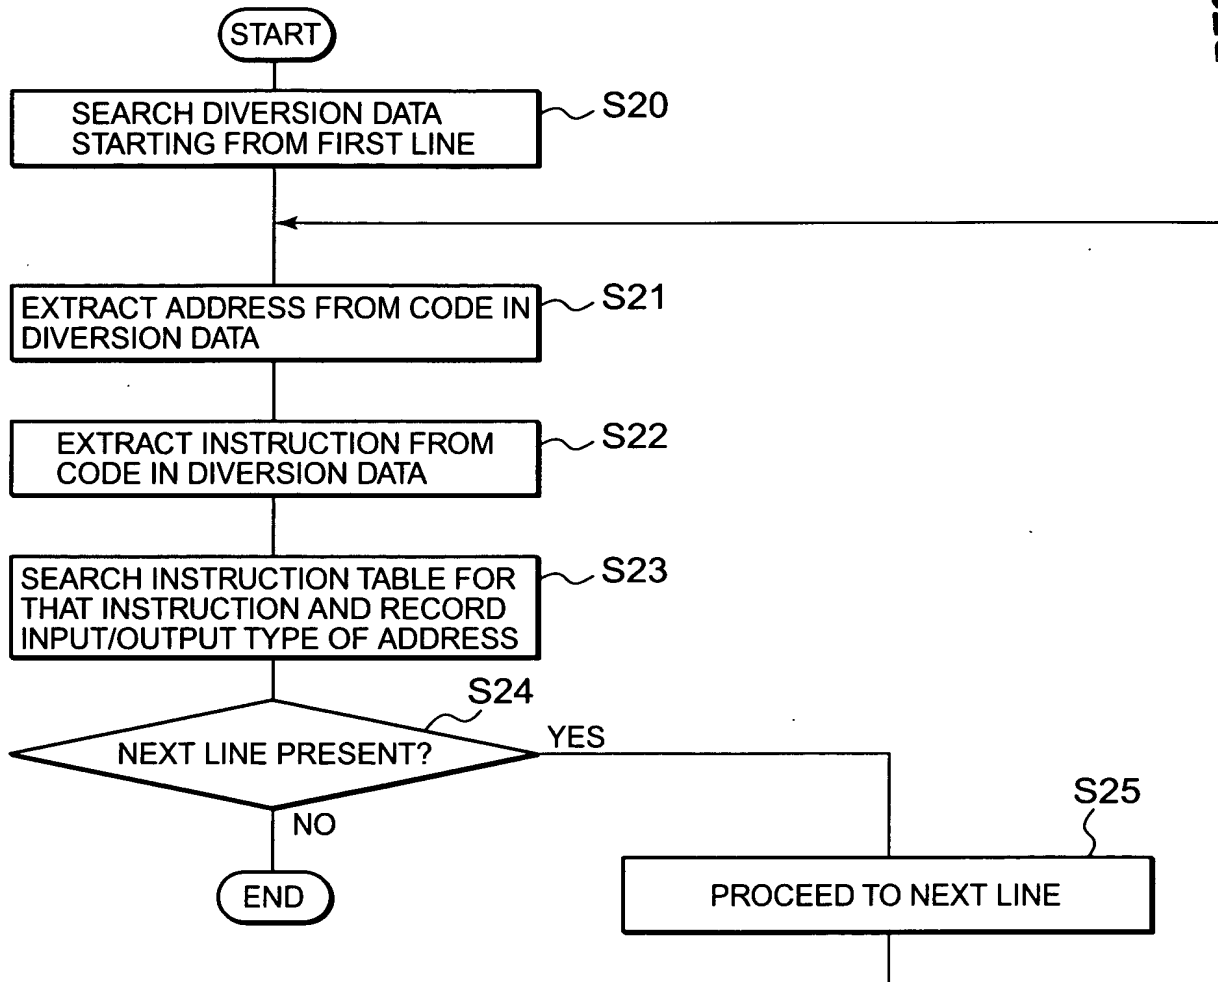 START
SEARCH DIVERSION DATA
STARTING FROM FIRST LINE
S20
EXTRACT ADDRESS FROM CODE IN
DIVERSION DATA
S21
EXTRACT INSTRUCTION FROM
CODE IN DIVERSION DATA
S22
SEARCH INSTRUCTION TABLE FOR
THAT INSTRUCTION AND RECORD
INPUT/OUTPUT TYPE OF ADDRESS
S23
S24
NEXT LINE PRESENT?
YES
NO
S25
PROCEED TO NEXT LINE
END